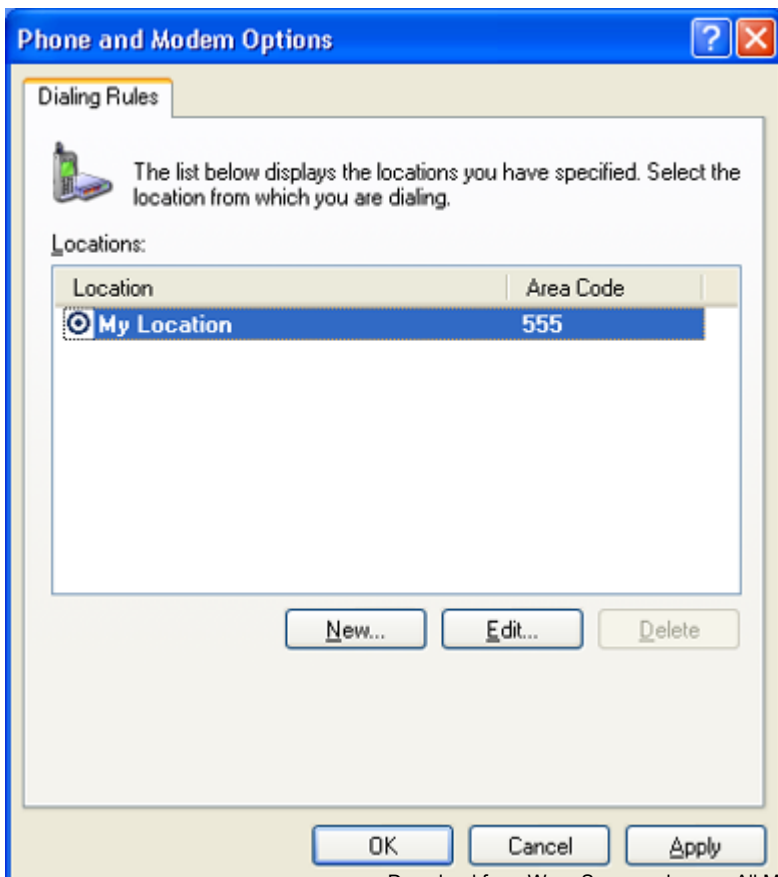 Phone and Modem Options
Dialing Rules
The list below displays the locations you have specified. Select the
location from which you are dialing.
Locations:
Location Area Code
My Location 555
New... Edit... Delete
OK Cancel Apply